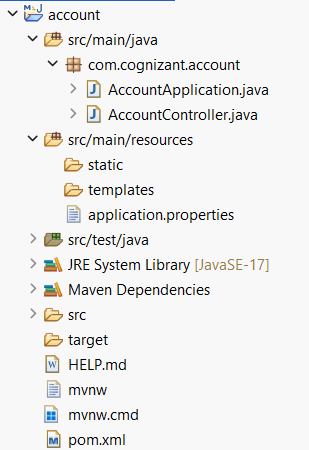 account
src/main/java
com.cognizant.account
AccountApplication.java
AccountController.java
src/main/resources
static
templates
application.properties
src/test/java
JRE System Library [JavaSE-17]
Maven Dependencies
src
target
HELP.md
mvnw
mvnw.cmd
pom.xml